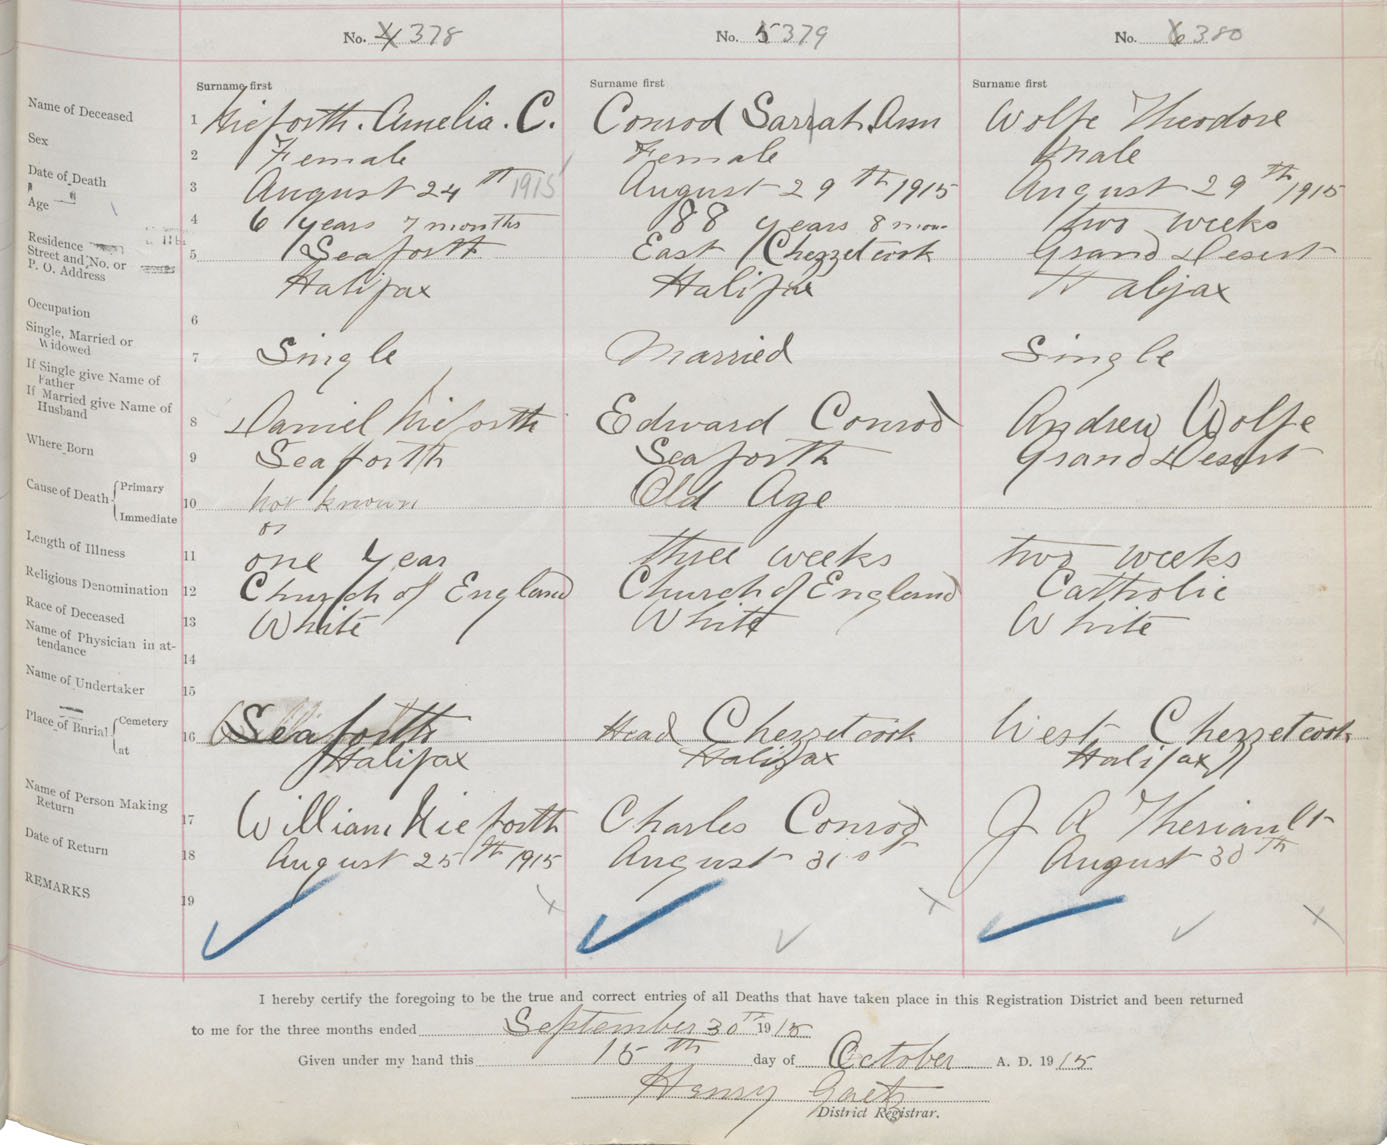 No. 4 378 No. 5 379 No. 6 380
Surname first Surname first Surname first
Name of Deceased 1 Nieforth. Amelia. C. Conrod Sarrah. Ann Wolfe Theodore
Sex 2 Female Female Male
Date of Death 3 August 24th 1915 August 29th 1915 August 29th 1915
Age 4 61 years 7 months 88 years 8 mon two weeks
Residence 5 Seaforth East Chezzetcook Grand Desert
Street and No. or
P. O. Address Halifax Halifax Halifax
Occupation 6
Single, Married or
Widowed 7 Single Married Single
If Single give Name of
Father
If Married give Name of
Husband 8 Daniel Nieforth Edward Conrod Andrew Wolfe
Where Born 9 Seaforth Seaforth Grand Desert
Cause of Death Primary 10 not known Old Age
Immediate or
Length of Illness 11 one year three weeks two weeks
Religious Denomination 12 Church of England Church of England Catholic
Race of Deceased 13 White White White
Name of Physician in at-
tendance 14
Name of Undertaker 15
Place of Burial Cemetery 16 Seaforth Head Chezzetcook West Chezzetcook
at Halifax Halifax Halifax
Name of Person Making
Return 17 William Nieforth Charles Conrod J R Theriault
Date of Return 18 August 25th 1915 August 31st August 30th
REMARKS 19
I hereby certify the foregoing to be the true and correct entries of all Deaths that have taken place in this Registration District and been returned
to me for the three months ended September 30th 1915
Given under my hand this 15th day of October A. D. 1915
Henry Gaetz
District Registrar.